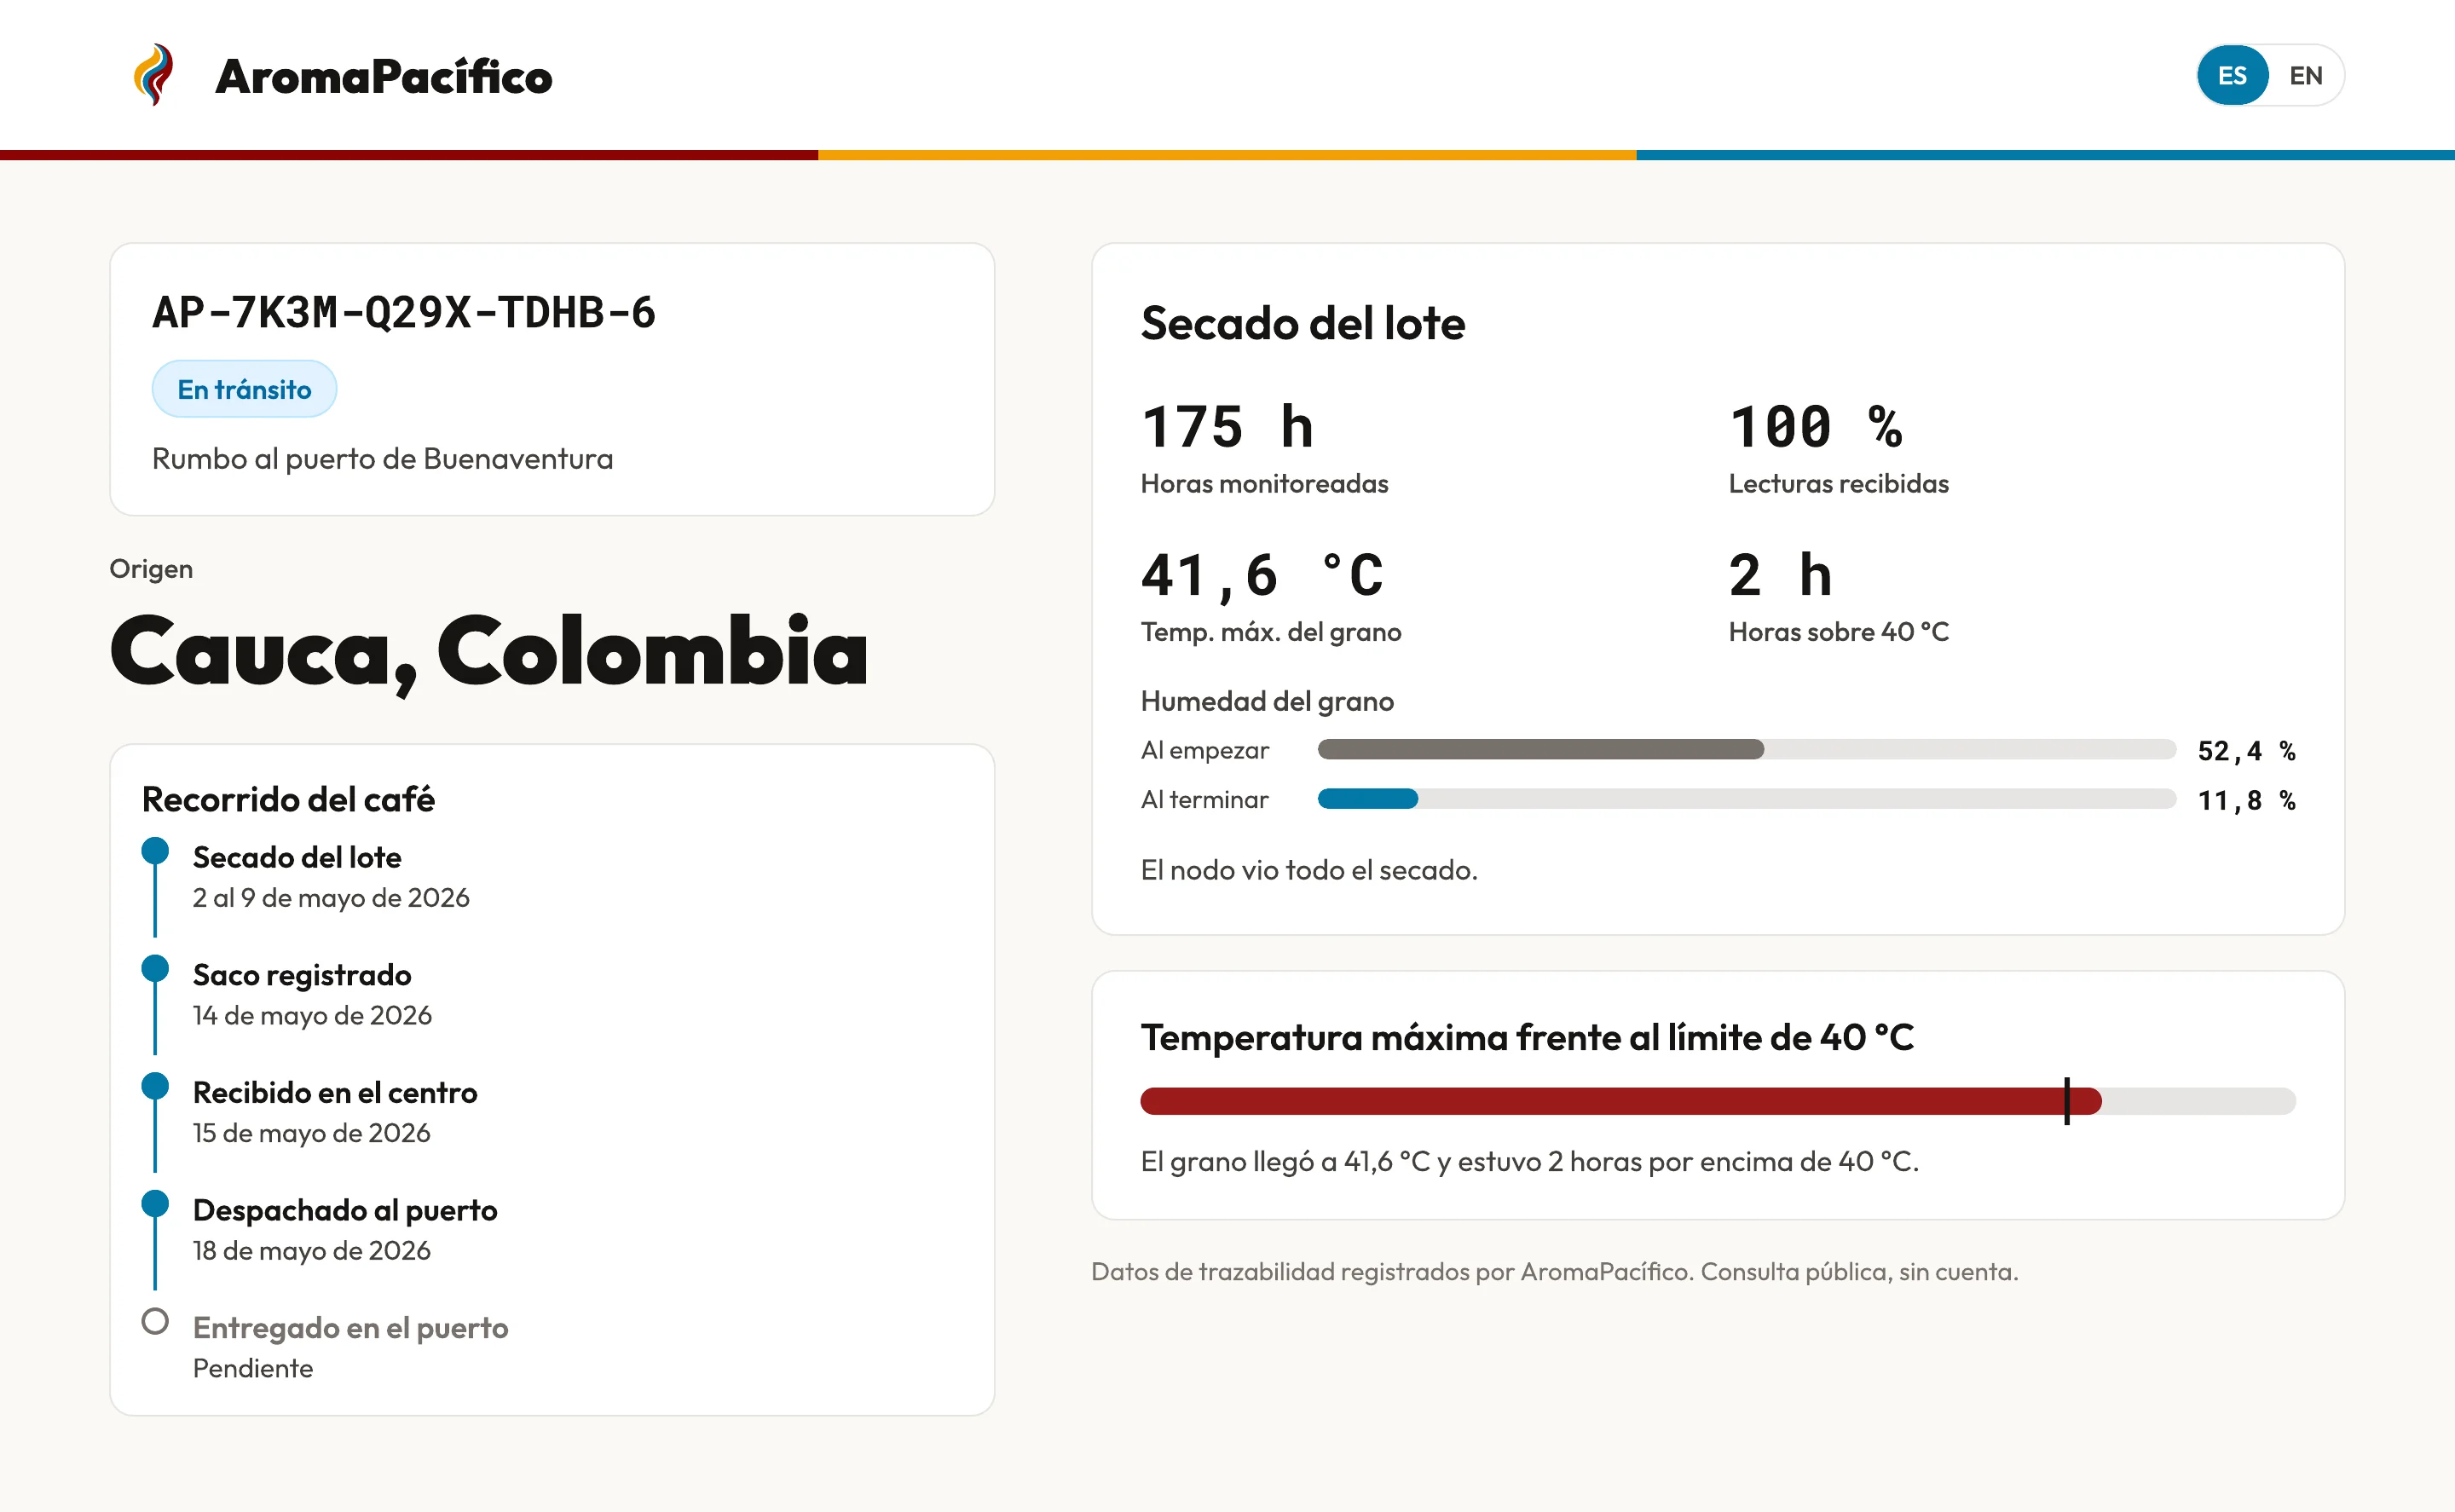 AromaPacífico
ES EN
AP-7K3M-Q29X-TDHB-6
En tránsito
Rumbo al puerto de Buenaventura
Origen
Cauca, Colombia
Recorrido del café
Secado del lote
2 al 9 de mayo de 2026
Saco registrado
14 de mayo de 2026
Recibido en el centro
15 de mayo de 2026
Despachado al puerto
18 de mayo de 2026
Entregado en el puerto
Pendiente
Secado del lote
175 h
Horas monitoreadas
100 %
Lecturas recibidas
41,6 °C
Temp. máx. del grano
2 h
Horas sobre 40 °C
Humedad del grano
Al empezar 52,4 %
Al terminar 11,8 %
El nodo vio todo el secado.
Temperatura máxima frente al límite de 40 °C
El grano llegó a 41,6 °C y estuvo 2 horas por encima de 40 °C.
Datos de trazabilidad registrados por AromaPacífico. Consulta pública, sin cuenta.